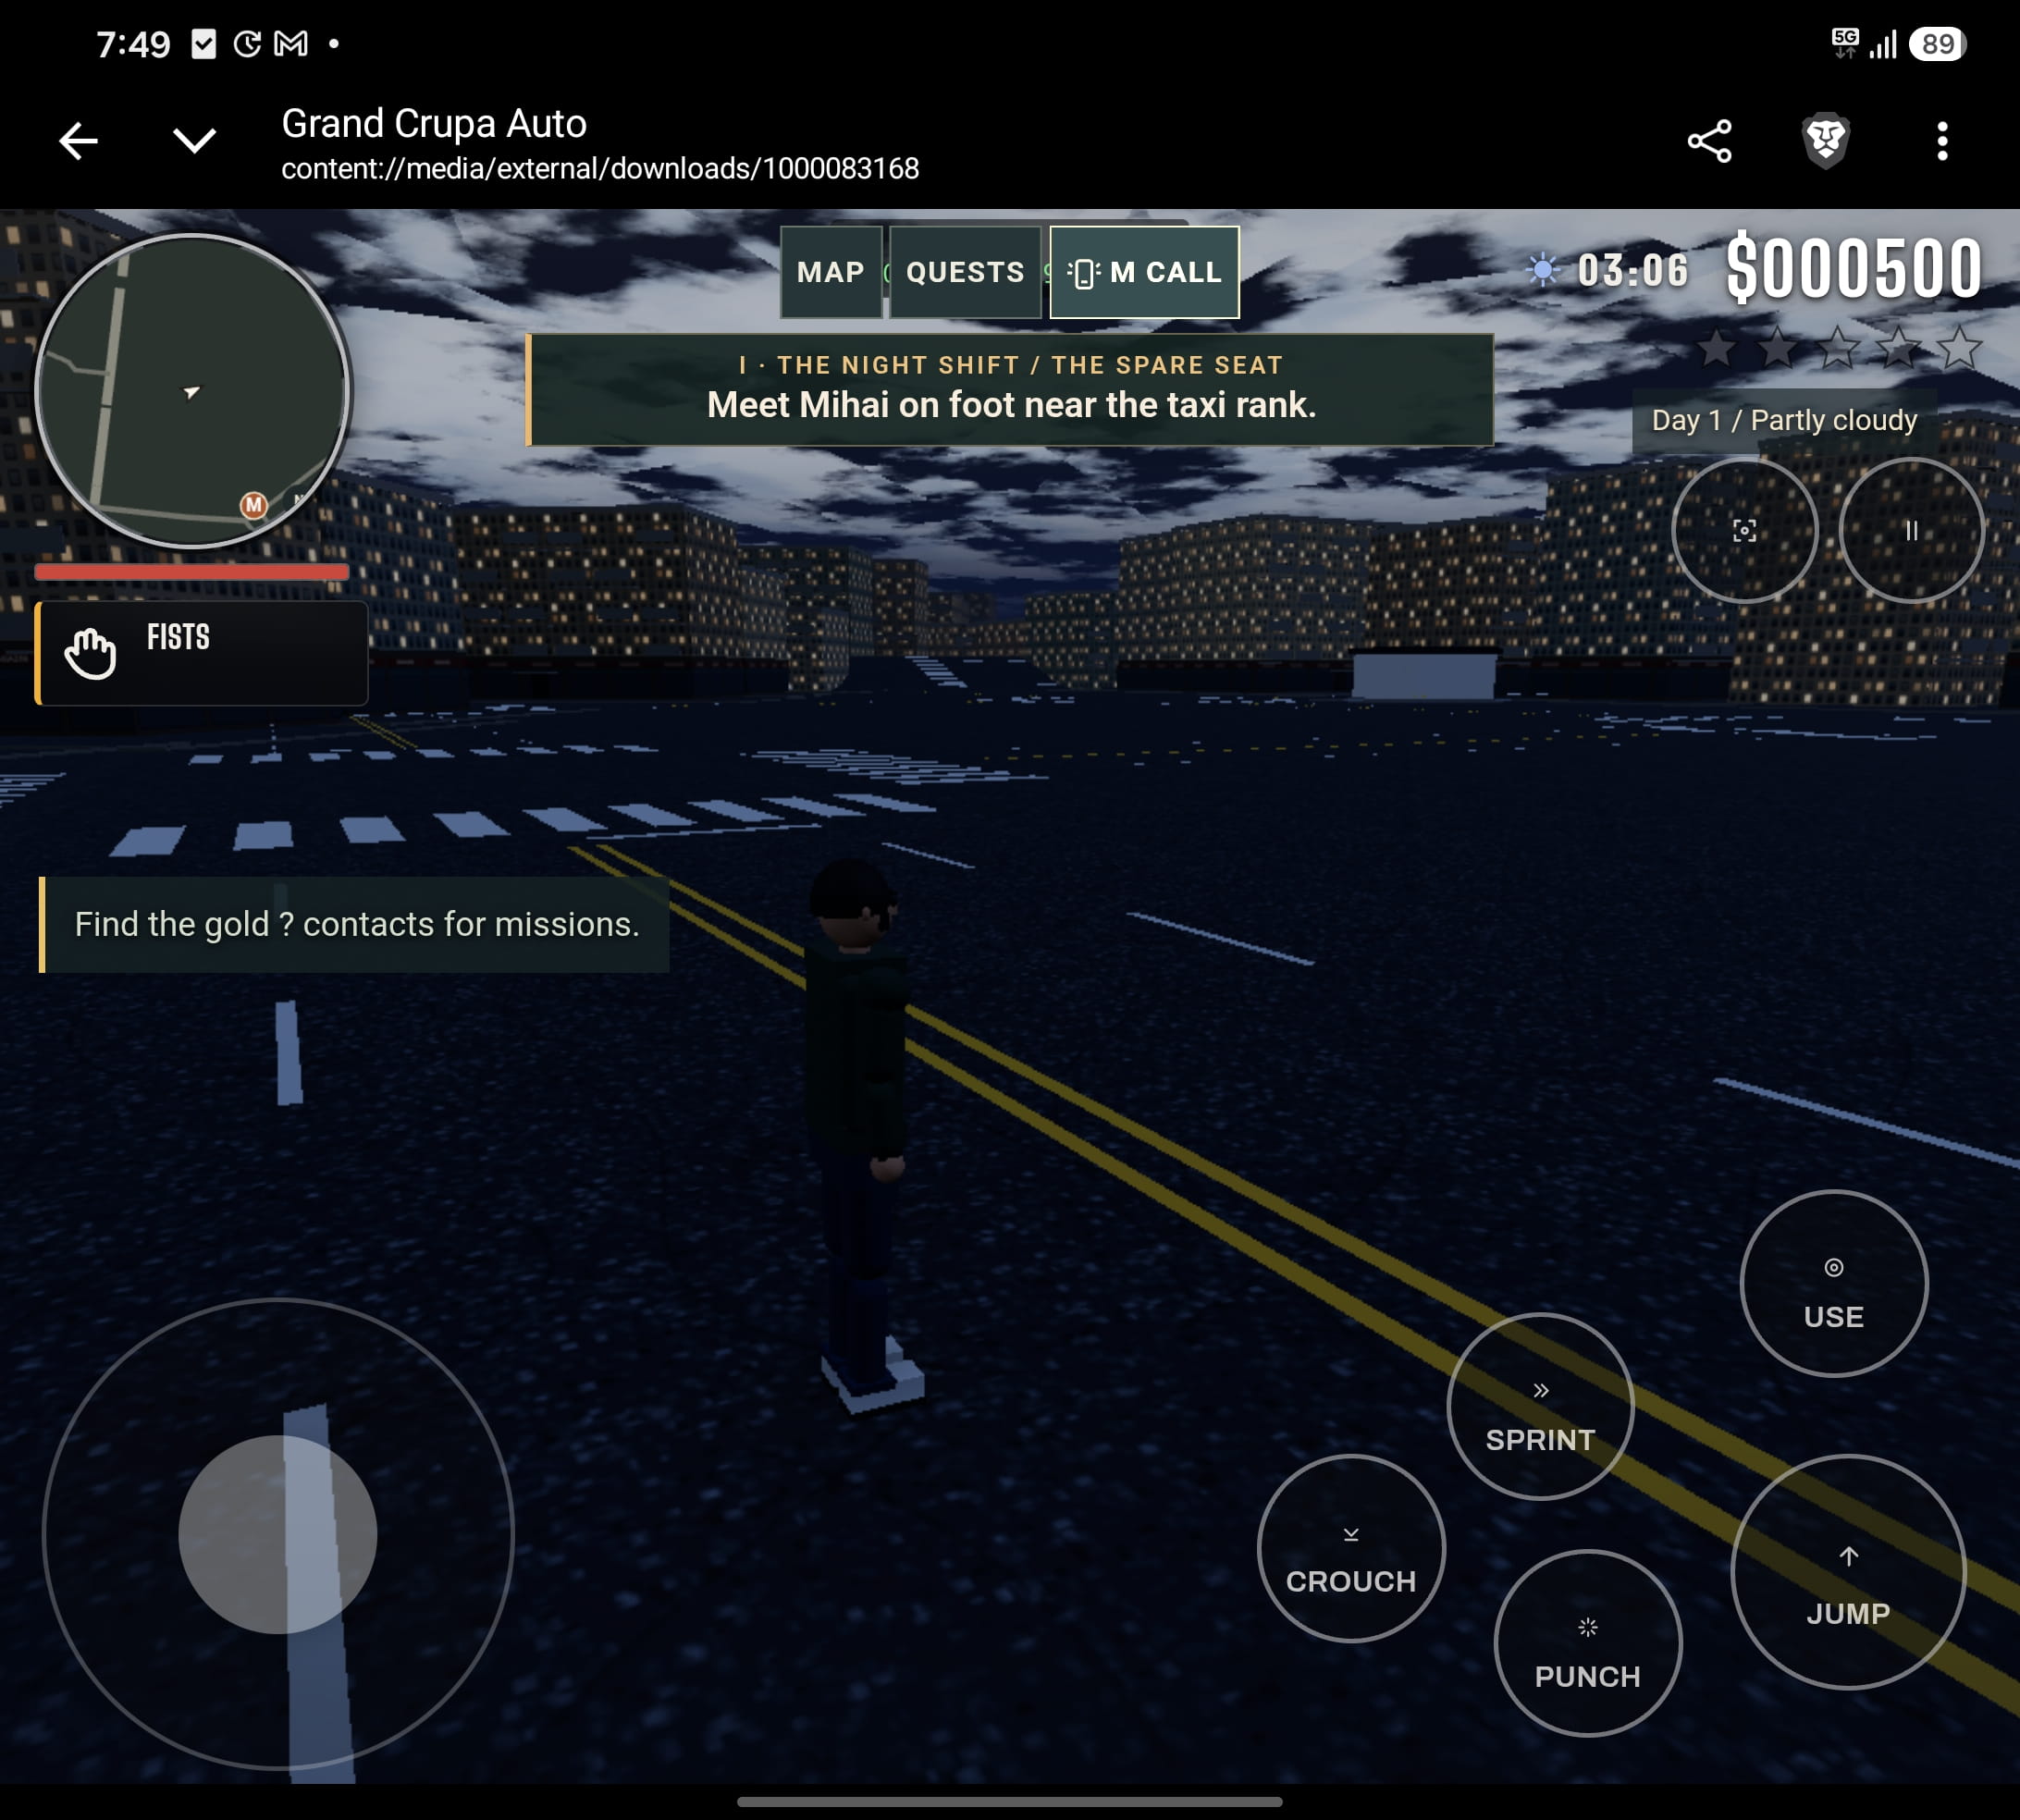 7:49
5G
89
Grand Crupa Auto
content://media/external/downloads/1000083168
MAP
QUESTS
M CALL
03:06
$000500
I · THE NIGHT SHIFT / THE SPARE SEAT
Meet Mihai on foot near the taxi rank.
Day 1 / Partly cloudy
M
FISTS
Find the gold ? contacts for missions.
USE
SPRINT
CROUCH
JUMP
PUNCH